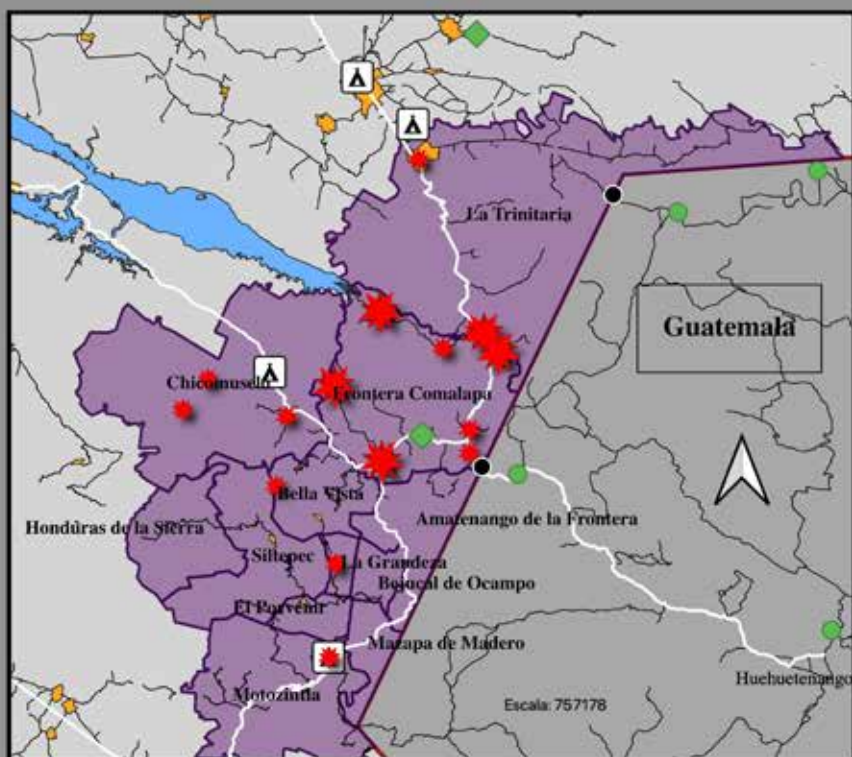 La Trinitaria
Guatemala
Chicomuselo
Frontera Comalapa
Bella Vista
Amatenango de la Frontera
Honduras de la Sierra
Siltepec
La Grandeza
Bejucal de Ocampo
El Porvenir
Mazapa de Madero
Motozintla
Huehuetenango
Escala: 757178